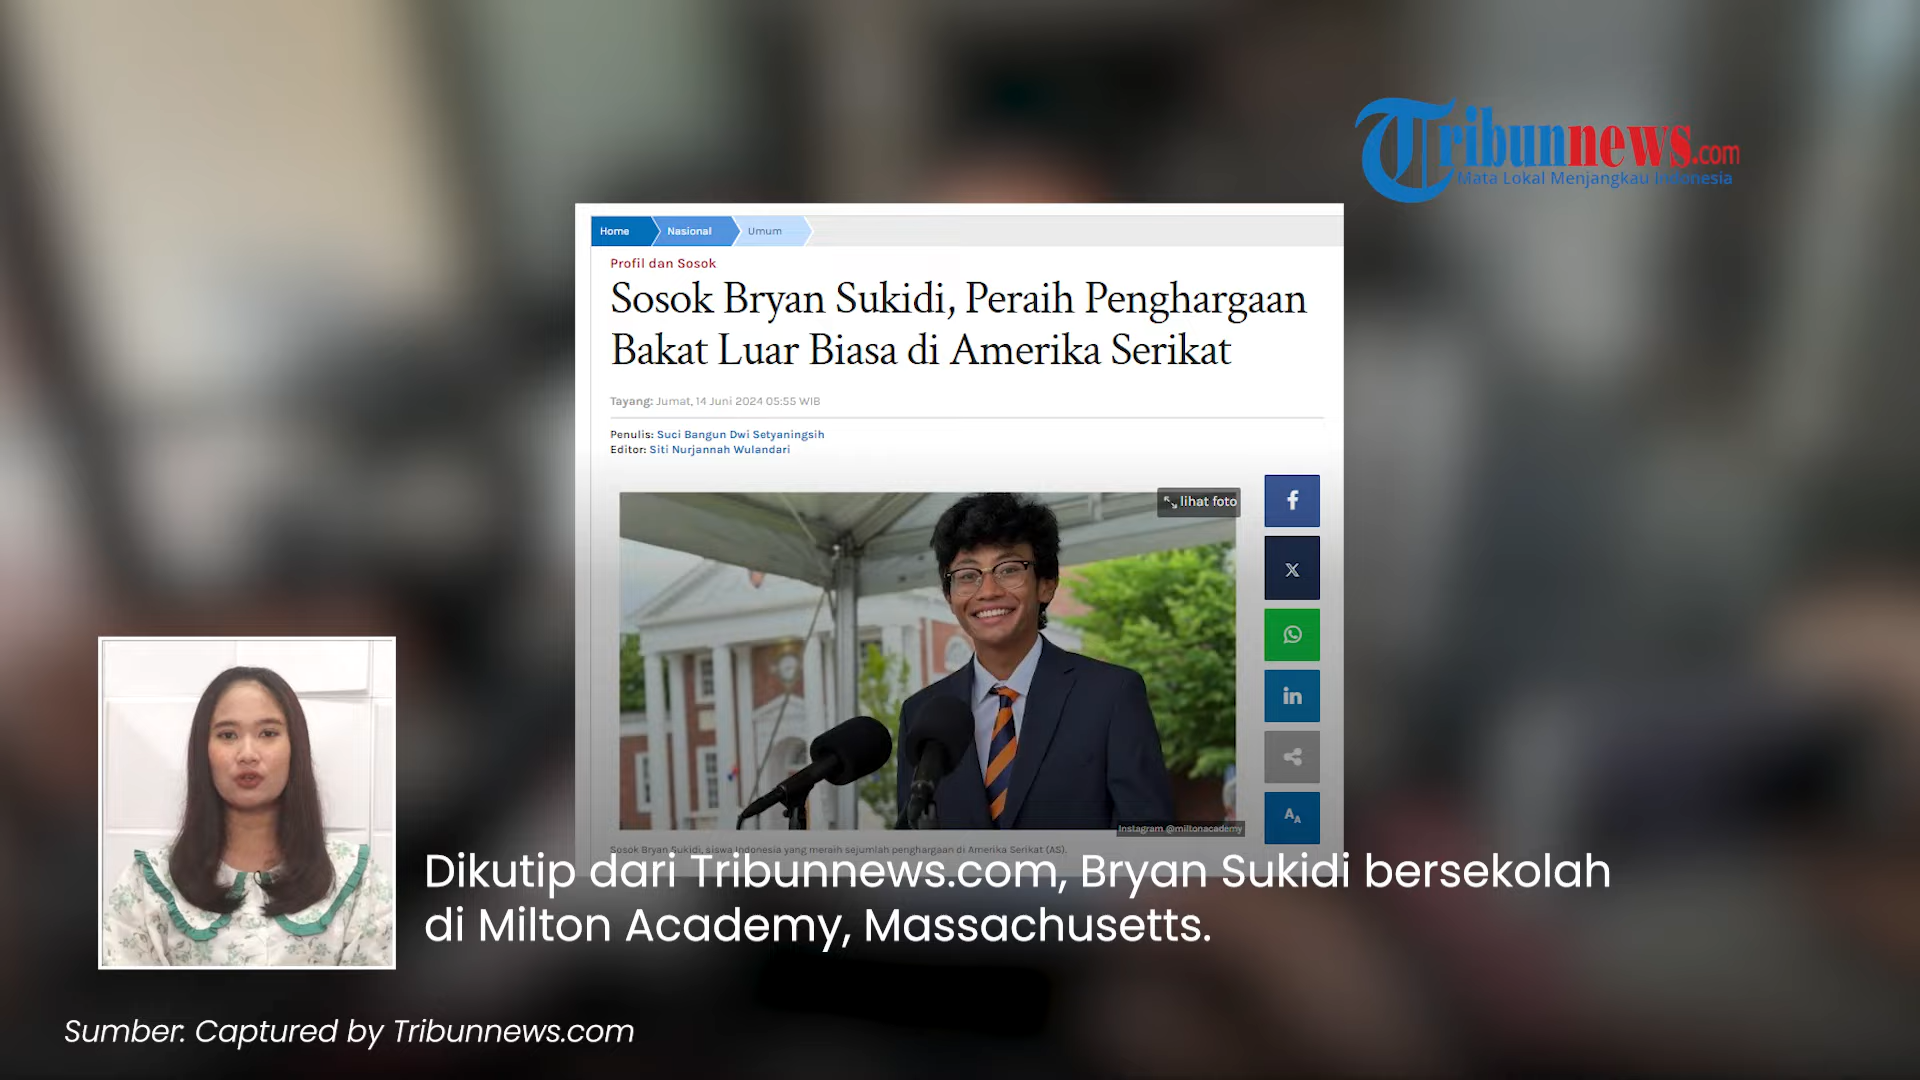 Tribunnews.com
Mata Lokal Menjangkau Indonesia
Home Nasional Umum
Profil dan Sosok
Sosok Bryan Sukidi, Peraih Penghargaan
Bakat Luar Biasa di Amerika Serikat
Tayang: Jumat, 14 Juni 2024 05:55 WIB
Penulis: Suci Bangun Dwi Setyaningsih
Editor: Siti Nurjannah Wulandari
lihat foto
Instagram @miltonacademy
Sosok Bryan Sukidi, siswa Indonesia yang meraih sejumlah penghargaan di Amerika Serikat (AS).
Dikutip dari Tribunnews.com, Bryan Sukidi bersekolah
di Milton Academy, Massachusetts.
Sumber: Captured by Tribunnews.com